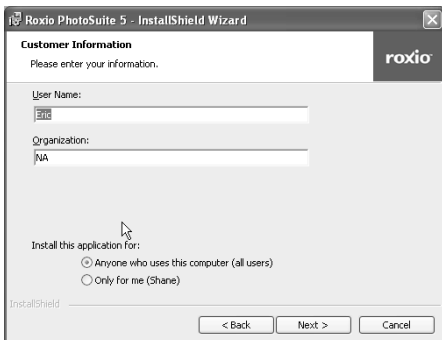 Roxio PhotoSuite 5 - InstallShield Wizard
Customer Information
Please enter your information.
roxio
User Name:
Eric
Organization:
NA
Install this application for:
Anyone who uses this computer (all users)
Only for me (Shane)
InstallShield
< Back Next > Cancel